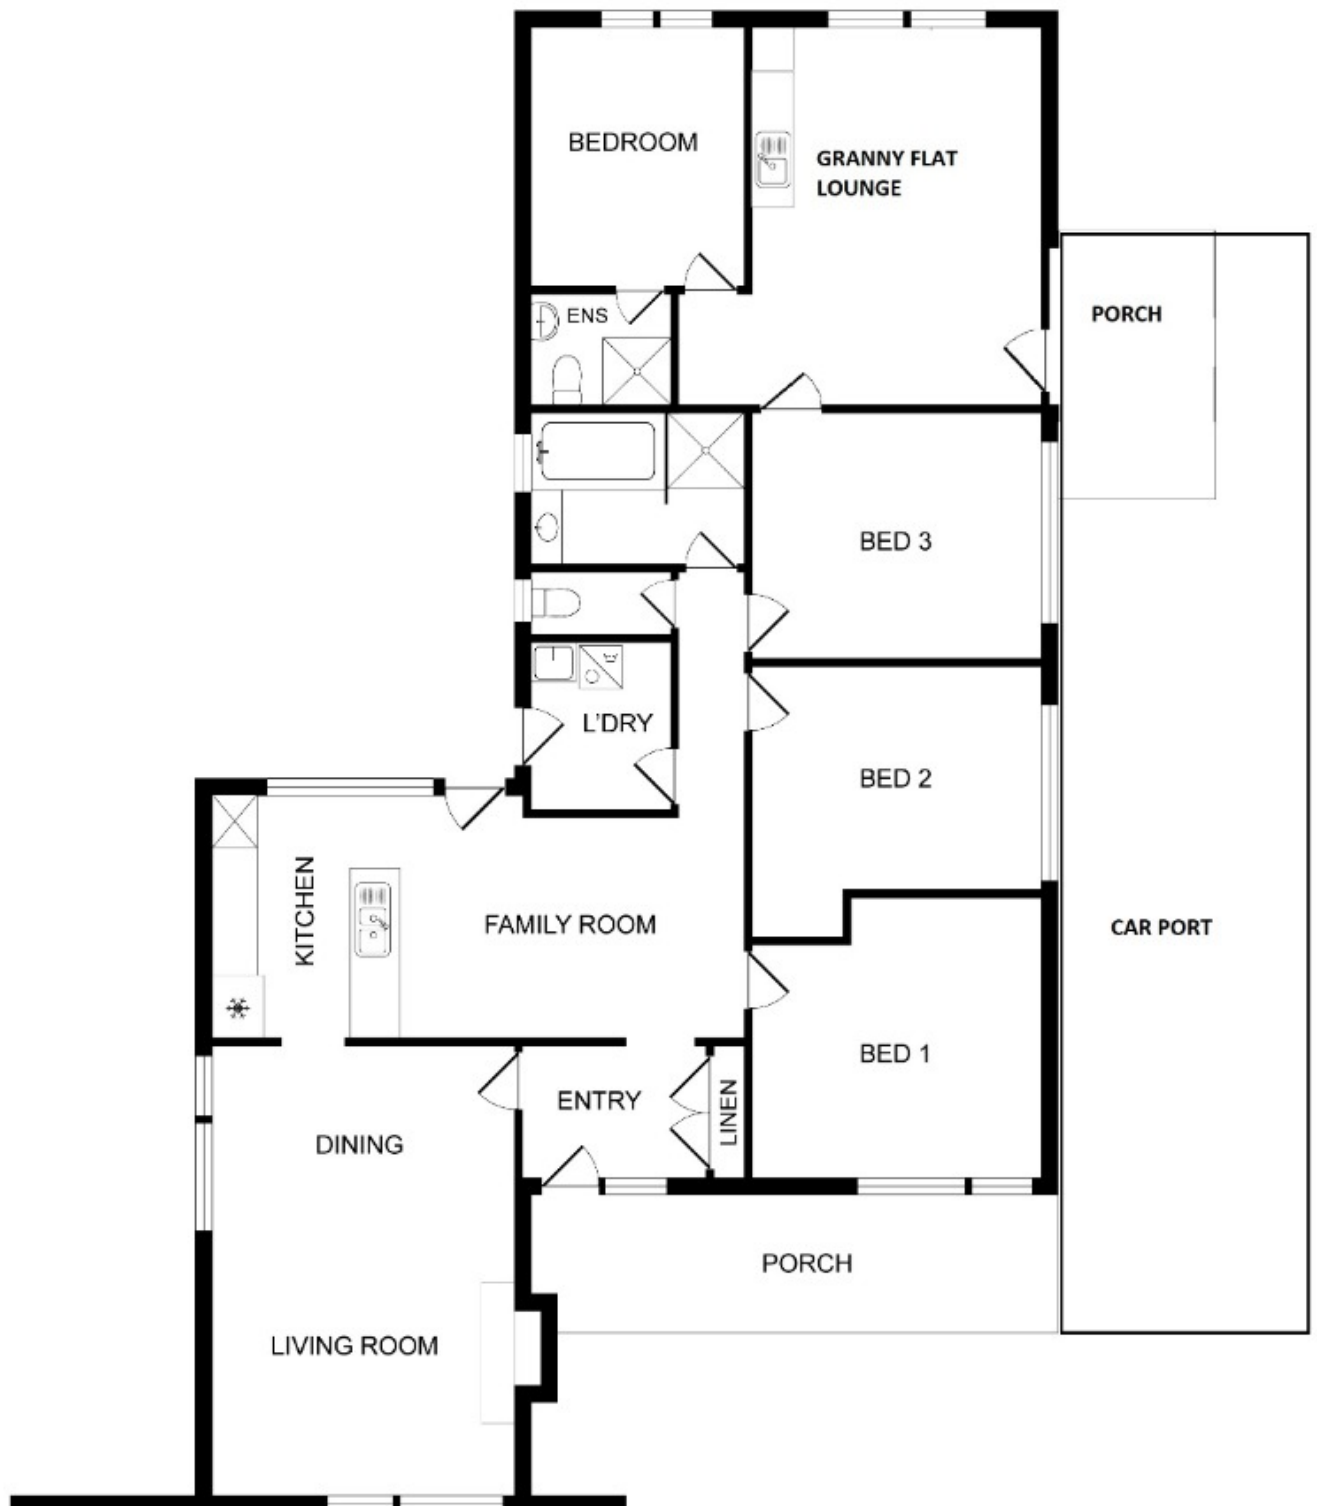 BEDROOM
GRANNY FLAT
LOUNGE
ENS
PORCH
BED 3
L'DRY
BED 2
KITCHEN
FAMILY ROOM
CAR PORT
BED 1
ENTRY
LINEN
DINING
PORCH
LIVING ROOM